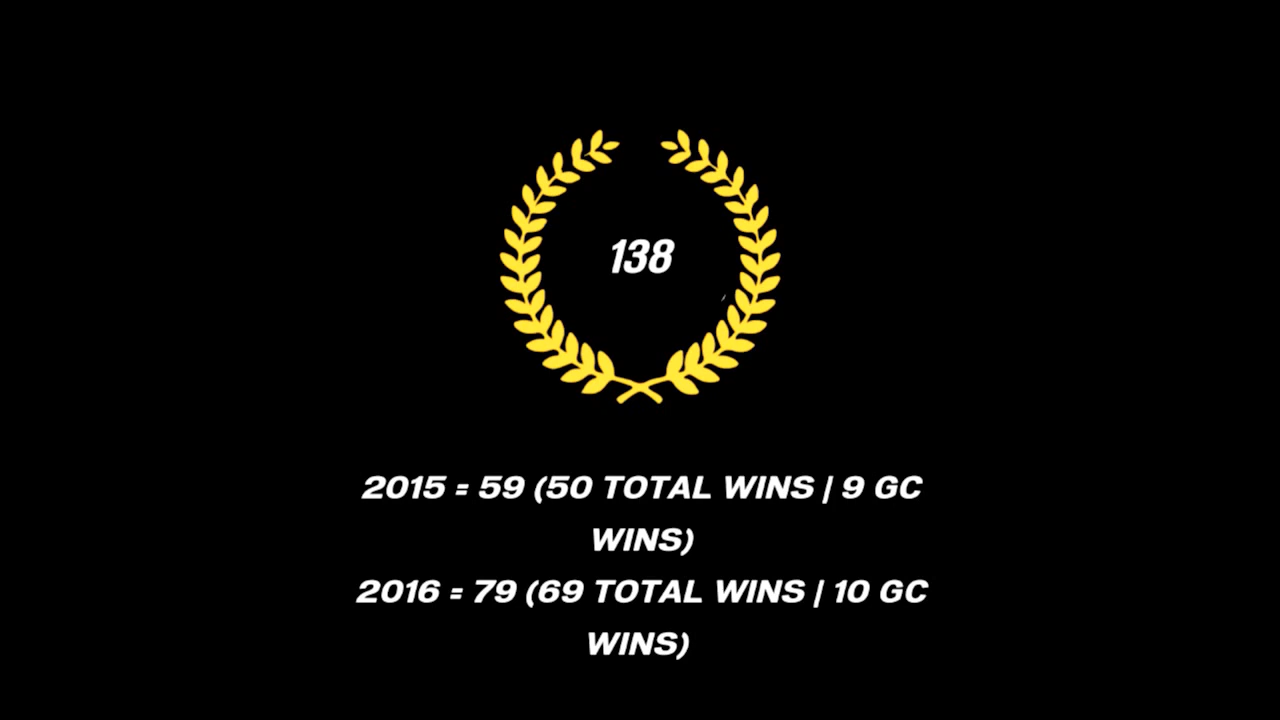 138
2015 = 59 (50 TOTAL WINS | 9 GC
WINS)
2016 = 79 (69 TOTAL WINS | 10 GC
WINS)